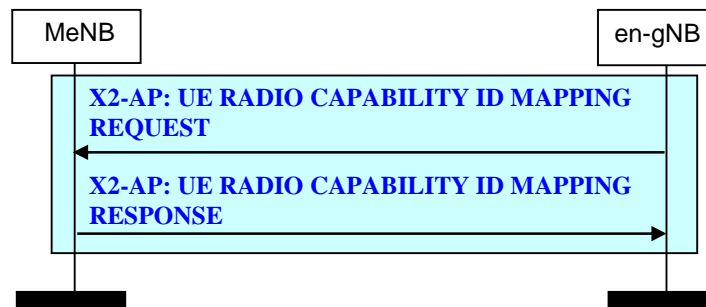 MeNB
en-gNB
X2-AP: UE RADIO CAPABILITY ID MAPPING
REQUEST
X2-AP: UE RADIO CAPABILITY ID MAPPING
RESPONSE